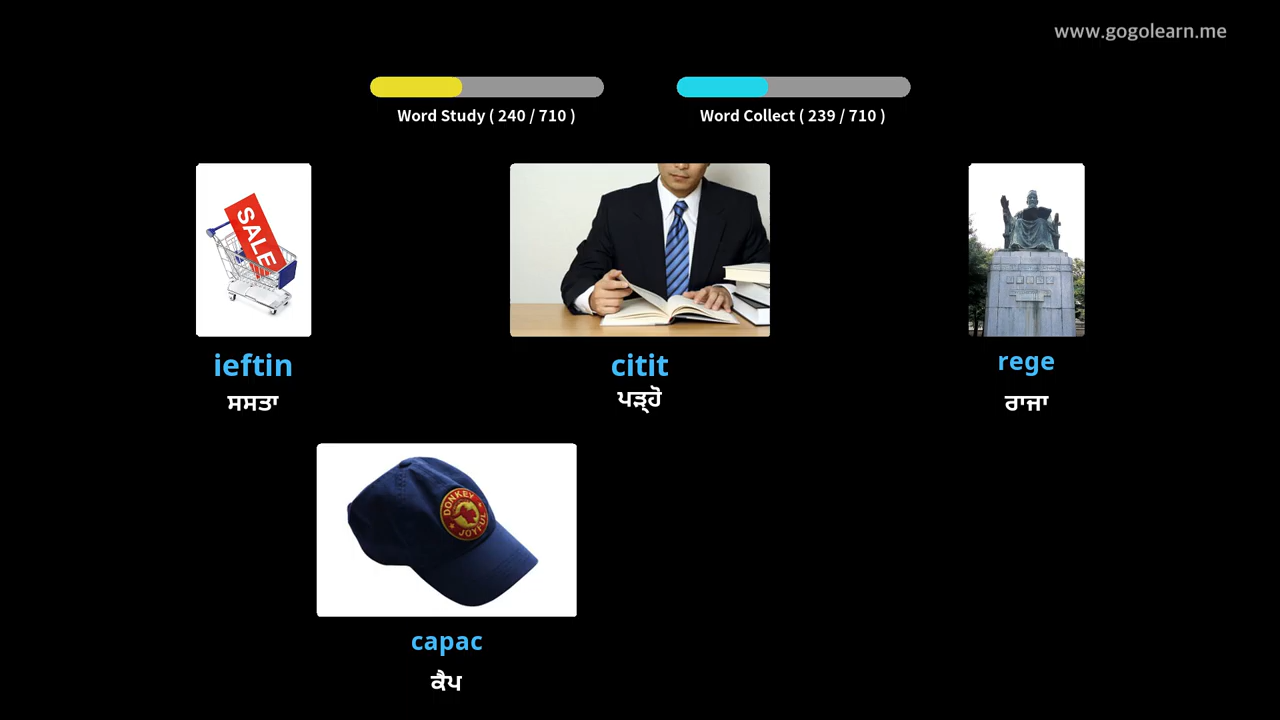 www.gogolearn.me
Word Study ( 240 / 710 )
Word Collect ( 239 / 710 )
SALE
ieftin
ਸਸਤਾ
citit
ਪੜ੍ਹੋ
rege
ਰਾਜਾ
DONKEY
JOYFUL
capac
ਕੈਪ